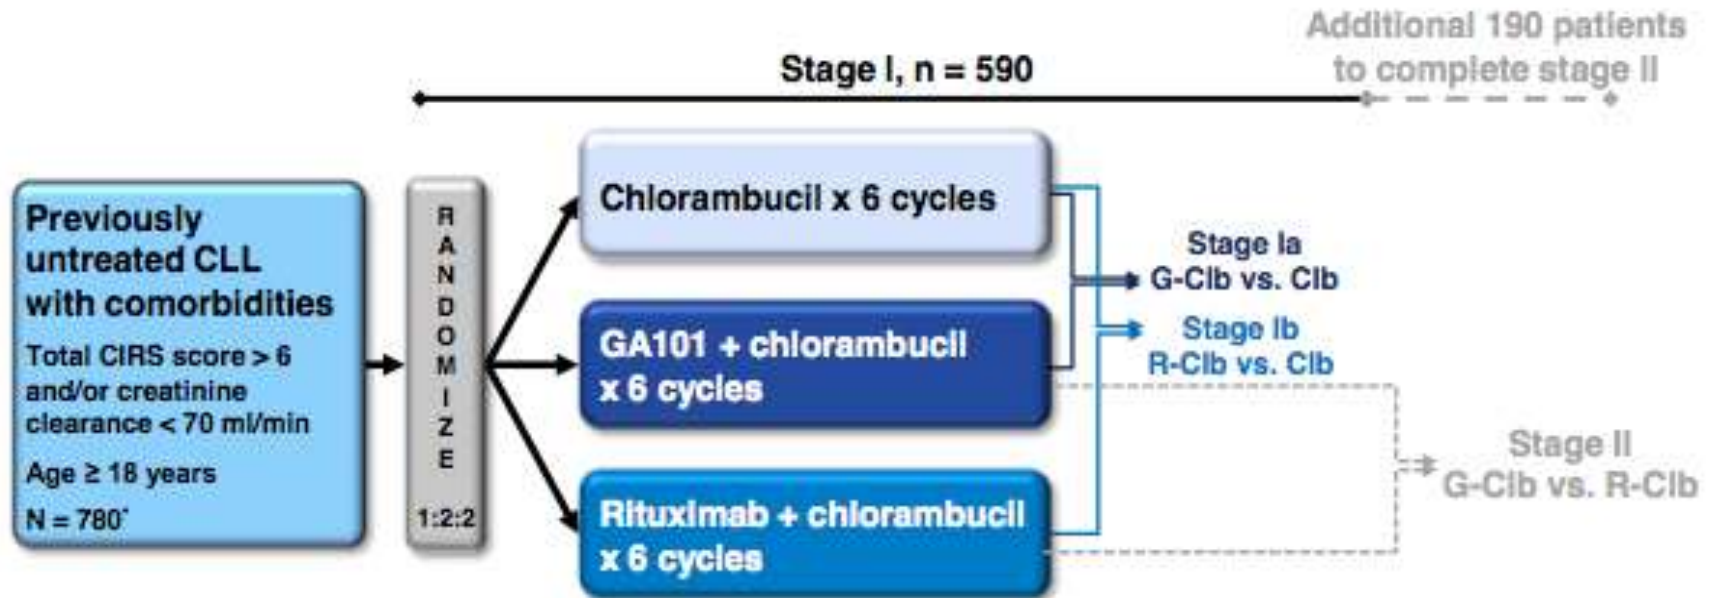 Additional 190 patients
to complete stage II
Stage I, n = 590
Previously
untreated CLL
with comorbidities
Total CIRS score > 6
and/or creatinine
clearance < 70 ml/min
Age ≥ 18 years
N = 780*
RANDOMIZE
1:2:2
Chlorambucil x 6 cycles
GA101 + chlorambucil
x 6 cycles
Rituximab + chlorambucil
x 6 cycles
Stage Ia
G-Clb vs. Clb
Stage Ib
R-Clb vs. Clb
Stage II
G-Clb vs. R-Clb